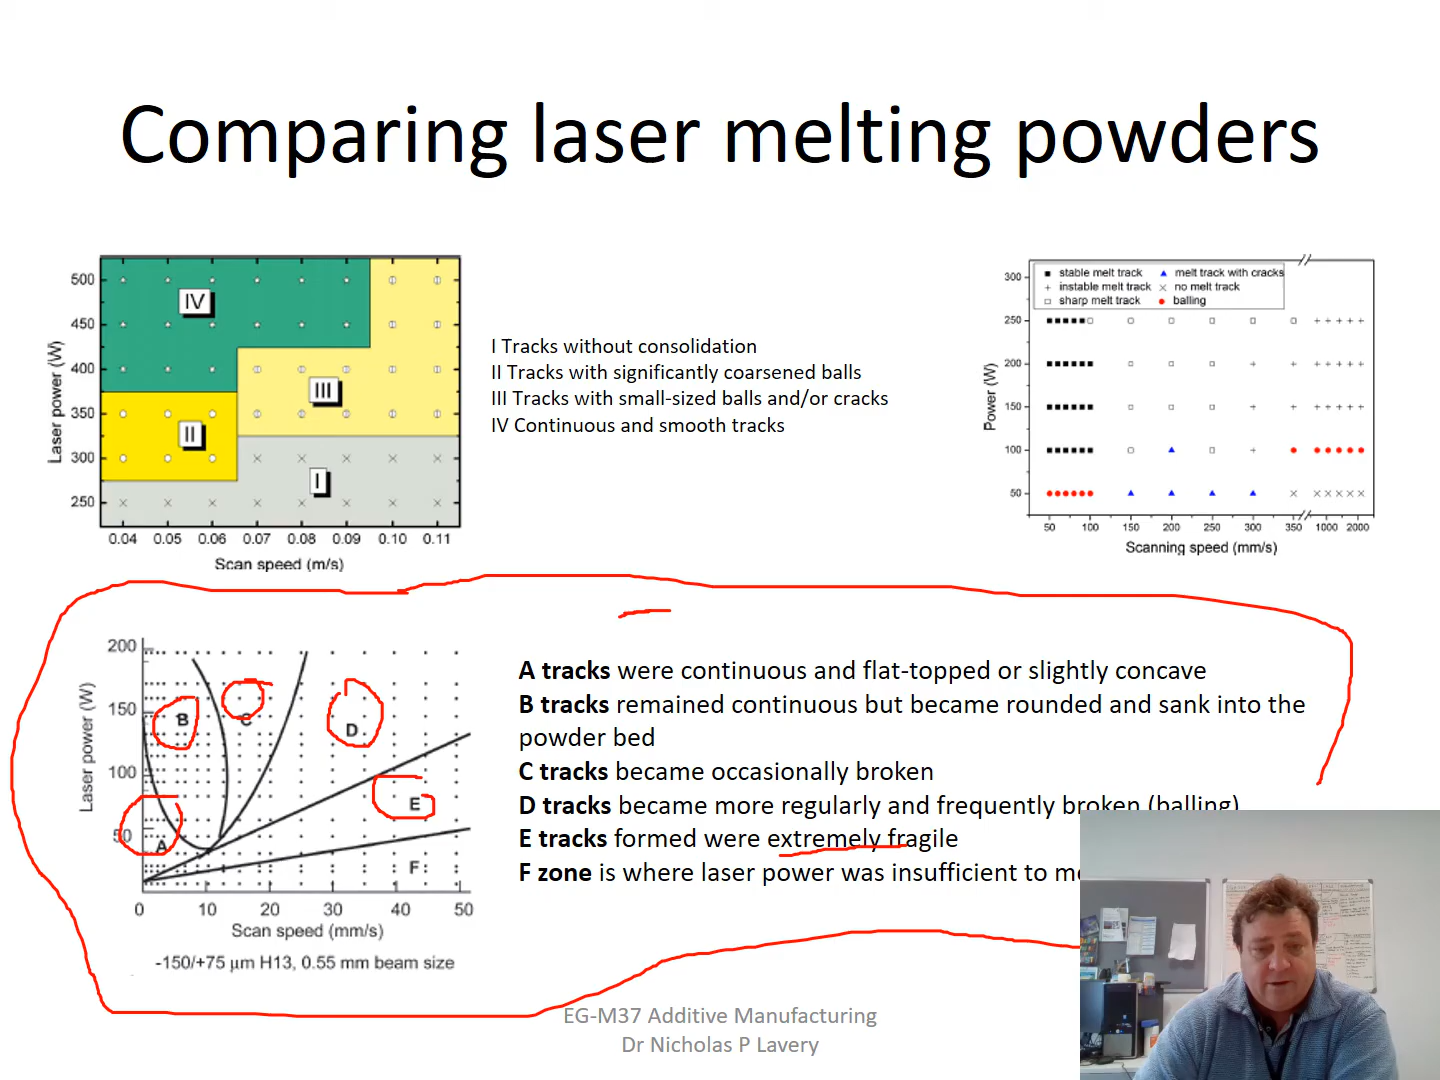 Comparing laser melting powders
500
450
400
350
300
250
Laser power (W)
IV
III
II
I
0.04 0.05 0.06 0.07 0.08 0.09 0.10 0.11
Scan speed (m/s)
I Tracks without consolidation
II Tracks with significantly coarsened balls
III Tracks with small-sized balls and/or cracks
IV Continuous and smooth tracks
stable melt track
melt track with cracks
instable melt track
no melt track
sharp melt track
balling
300
250
200
150
100
50
Power (W)
50 100 150 200 250 300 350 1000 2000
Scanning speed (mm/s)
200
150
100
50
Laser power (W)
B
C
D
E
A
F
0 10 20 30 40 50
Scan speed (mm/s)
-150/+75 μm H13, 0.55 mm beam size
A tracks were continuous and flat-topped or slightly concave
B tracks remained continuous but became rounded and sank into the
powder bed
C tracks became occasionally broken
D tracks became more regularly and frequently broken (balling)
E tracks formed were extremely fragile
F zone is where laser power was insufficient to
EG-M37 Additive Manufacturing
Dr Nicholas P Lavery